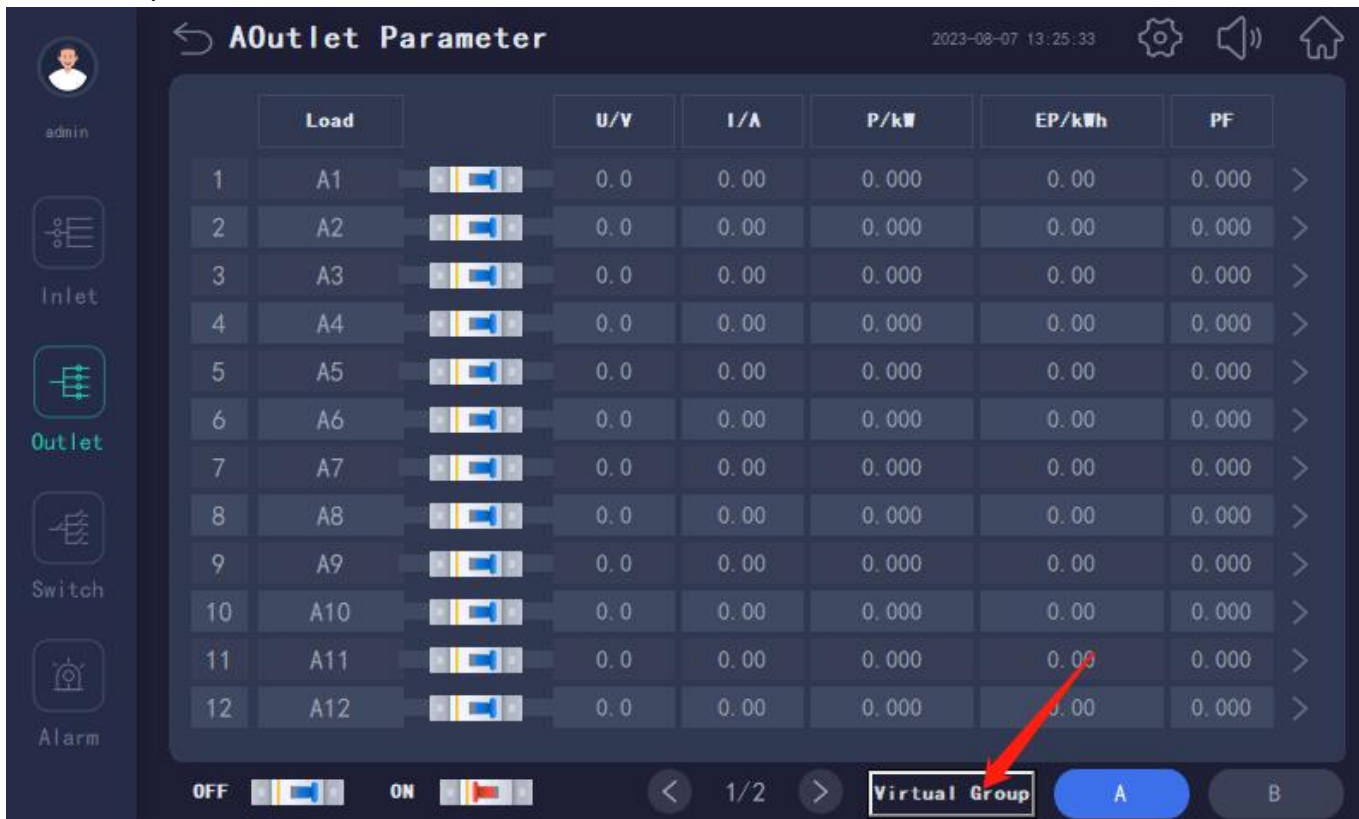 AOutlet Parameter
2023-08-07 13:25:33
admin
Inlet
Outlet
Switch
Alarm
Load U/V I/A P/kW EP/kWh PF
1 A1 0.0 0.00 0.000 0.00 0.000 >
2 A2 0.0 0.00 0.000 0.00 0.000 >
3 A3 0.0 0.00 0.000 0.00 0.000 >
4 A4 0.0 0.00 0.000 0.00 0.000 >
5 A5 0.0 0.00 0.000 0.00 0.000 >
6 A6 0.0 0.00 0.000 0.00 0.000 >
7 A7 0.0 0.00 0.000 0.00 0.000 >
8 A8 0.0 0.00 0.000 0.00 0.000 >
9 A9 0.0 0.00 0.000 0.00 0.000 >
10 A10 0.0 0.00 0.000 0.00 0.000 >
11 A11 0.0 0.00 0.000 0.00 0.000 >
12 A12 0.0 0.00 0.000 0.00 0.000 >
OFF ON < 1/2 > Virtual Group A B